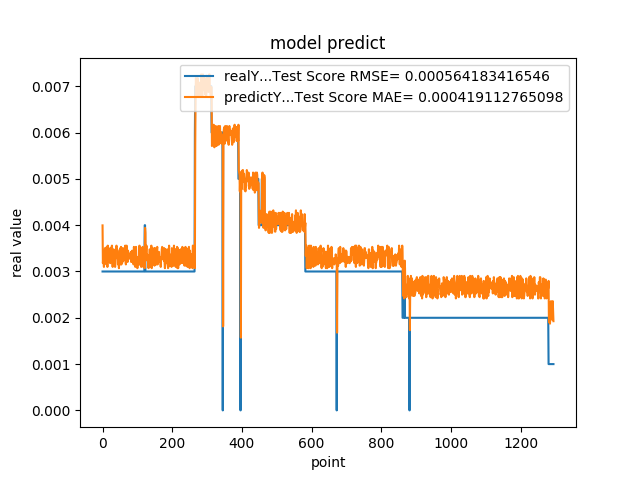 model predict
realY...Test Score RMSE= 0.000564183416546
predictY...Test Score MAE= 0.000419112765098
real value
0.007
0.006
0.005
0.004
0.003
0.002
0.001
0.000
0 200 400 600 800 1000 1200
point